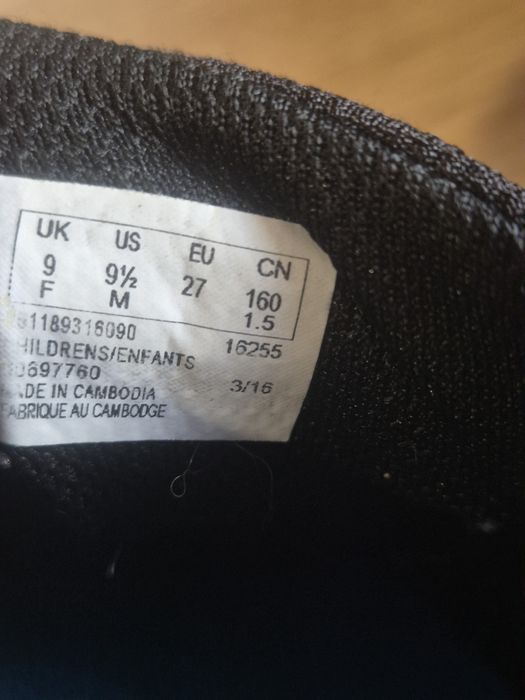 UK US EU CN
9 9½ 27 160
F M 1.5
1189316090 16255
HILDRENS/ENFANTS
0697760 3/16
DE IN CAMBODIA
FABRIQUE AU CAMBODGE